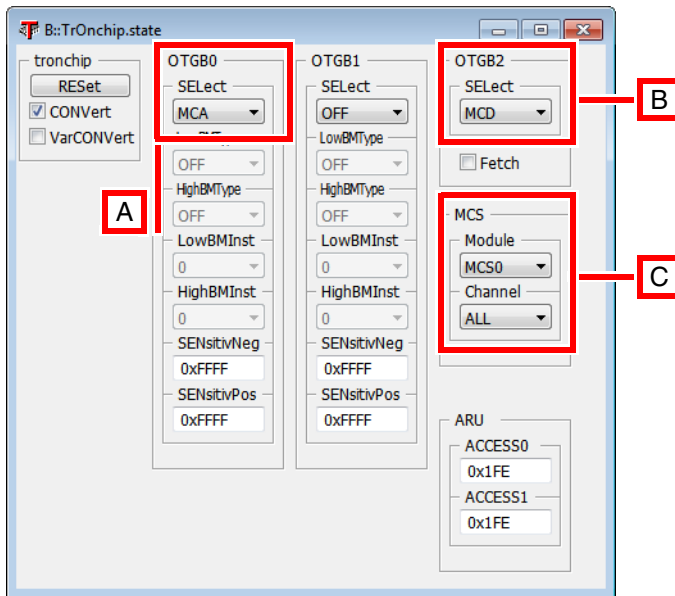 B::TrOnchip.state
tronchip
RESet
CONVert
VarCONVert
OTGB0
SELect
MCA
OFF
HighBMType
OFF
LowBMInst
0
HighBMInst
0
SENsitivNeg
0xFFFF
SENsitivPos
0xFFFF
OTGB1
SELect
OFF
LowBMType
OFF
HighBMType
OFF
LowBMInst
0
HighBMInst
0
SENsitivNeg
0xFFFF
SENsitivPos
0xFFFF
OTGB2
SELect
MCD
Fetch
MCS
Module
MCS0
Channel
ALL
ARU
ACCESS0
0x1FE
ACCESS1
0x1FE
A
B
C